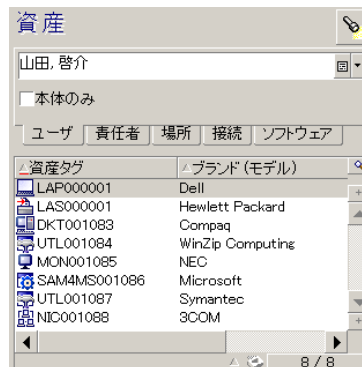 資産
山田, 啓介
本体のみ
ユーザ 責任者 場所 接続 ソフトウェア
資産タグ ブランド (モデル)
LAP000001 Dell
LAS000001 Hewlett Packard
DKT001083 Compaq
UTL001084 WinZip Computing
MON001085 NEC
SAM4MS001086 Microsoft
UTL001087 Symantec
NIC001088 3COM
8 / 8